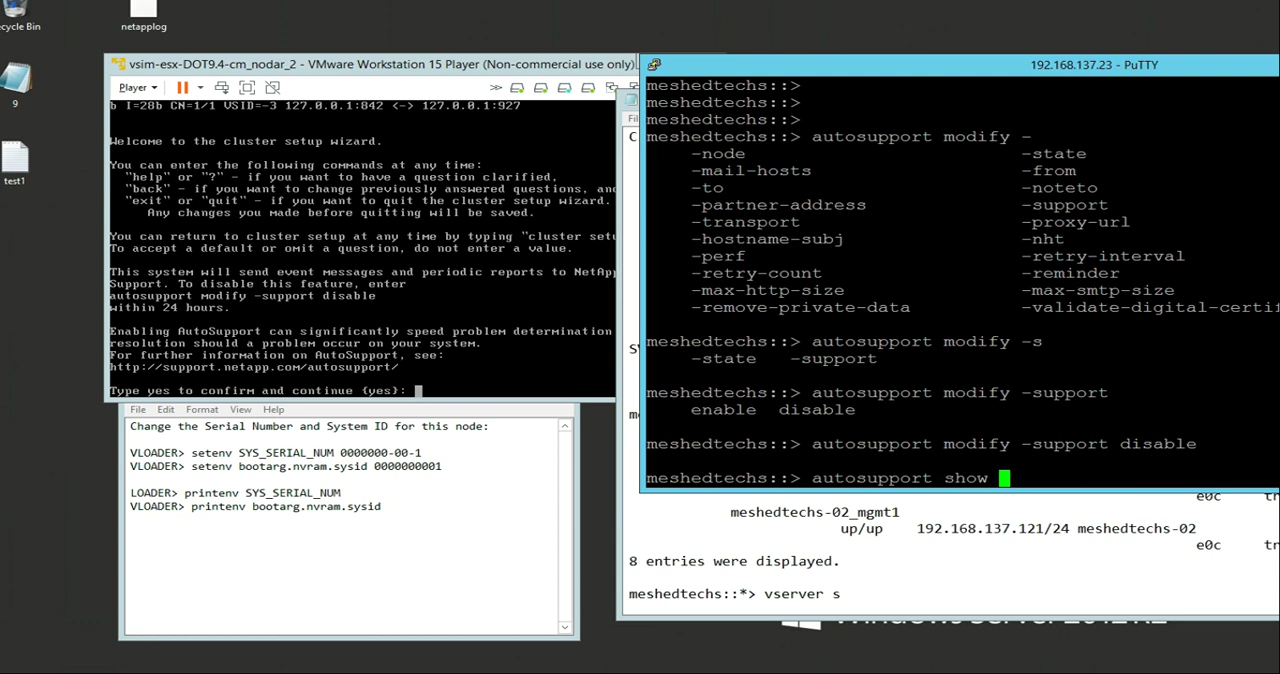 ecycle Bin
netapplog
9
test1
vsim-esx-DOT9.4-cm_nodar_2 - VMware Workstation 15 Player (Non-commercial use only)
Player
b I=28b CN=1/1 VSID=-3 127.0.0.1:842 <-> 127.0.0.1:927
Welcome to the cluster setup wizard.
You can enter the following commands at any time:
"help" or "?" - if you want to have a question clarified,
"back" - if you want to change previously answered questions, and
"exit" or "quit" - if you want to quit the cluster setup wizard.
Any changes you made before quitting will be saved.
You can return to cluster setup at any time by typing "cluster setu
To accept a default or omit a question, do not enter a value.
This system will send event messages and periodic reports to NetApp
Support. To disable this feature, enter
autosupport modify -support disable
within 24 hours.
Enabling AutoSupport can significantly speed problem determination
resolution should a problem occur on your system.
For further information on AutoSupport, see:
http://support.netapp.com/autosupport/
Type yes to confirm and continue {yes}:
File Edit Format View Help
Change the Serial Number and System ID for this node:
VLOADER> setenv SYS_SERIAL_NUM 0000000-00-1
VLOADER> setenv bootarg.nvram.sysid 0000000001
LOADER> printenv SYS_SERIAL_NUM
VLOADER> printenv bootarg.nvram.sysid
192.168.137.23 - PuTTY
meshedtechs::>
meshedtechs::>
meshedtechs::>
meshedtechs::> autosupport modify -
-node -state
-mail-hosts -from
-to -noteto
-partner-address -support
-transport -proxy-url
-hostname-subj -nht
-perf -retry-interval
-retry-count -reminder
-max-http-size -max-smtp-size
-remove-private-data -validate-digital-certif
meshedtechs::> autosupport modify -s
-state -support
meshedtechs::> autosupport modify -support
enable disable
meshedtechs::> autosupport modify -support disable
meshedtechs::> autosupport show
Fi
C
S
m
e0c
meshedtechs-02_mgmt1
up/up 192.168.137.121/24 meshedtechs-02
e0c tr
8 entries were displayed.
meshedtechs::*> vserver s